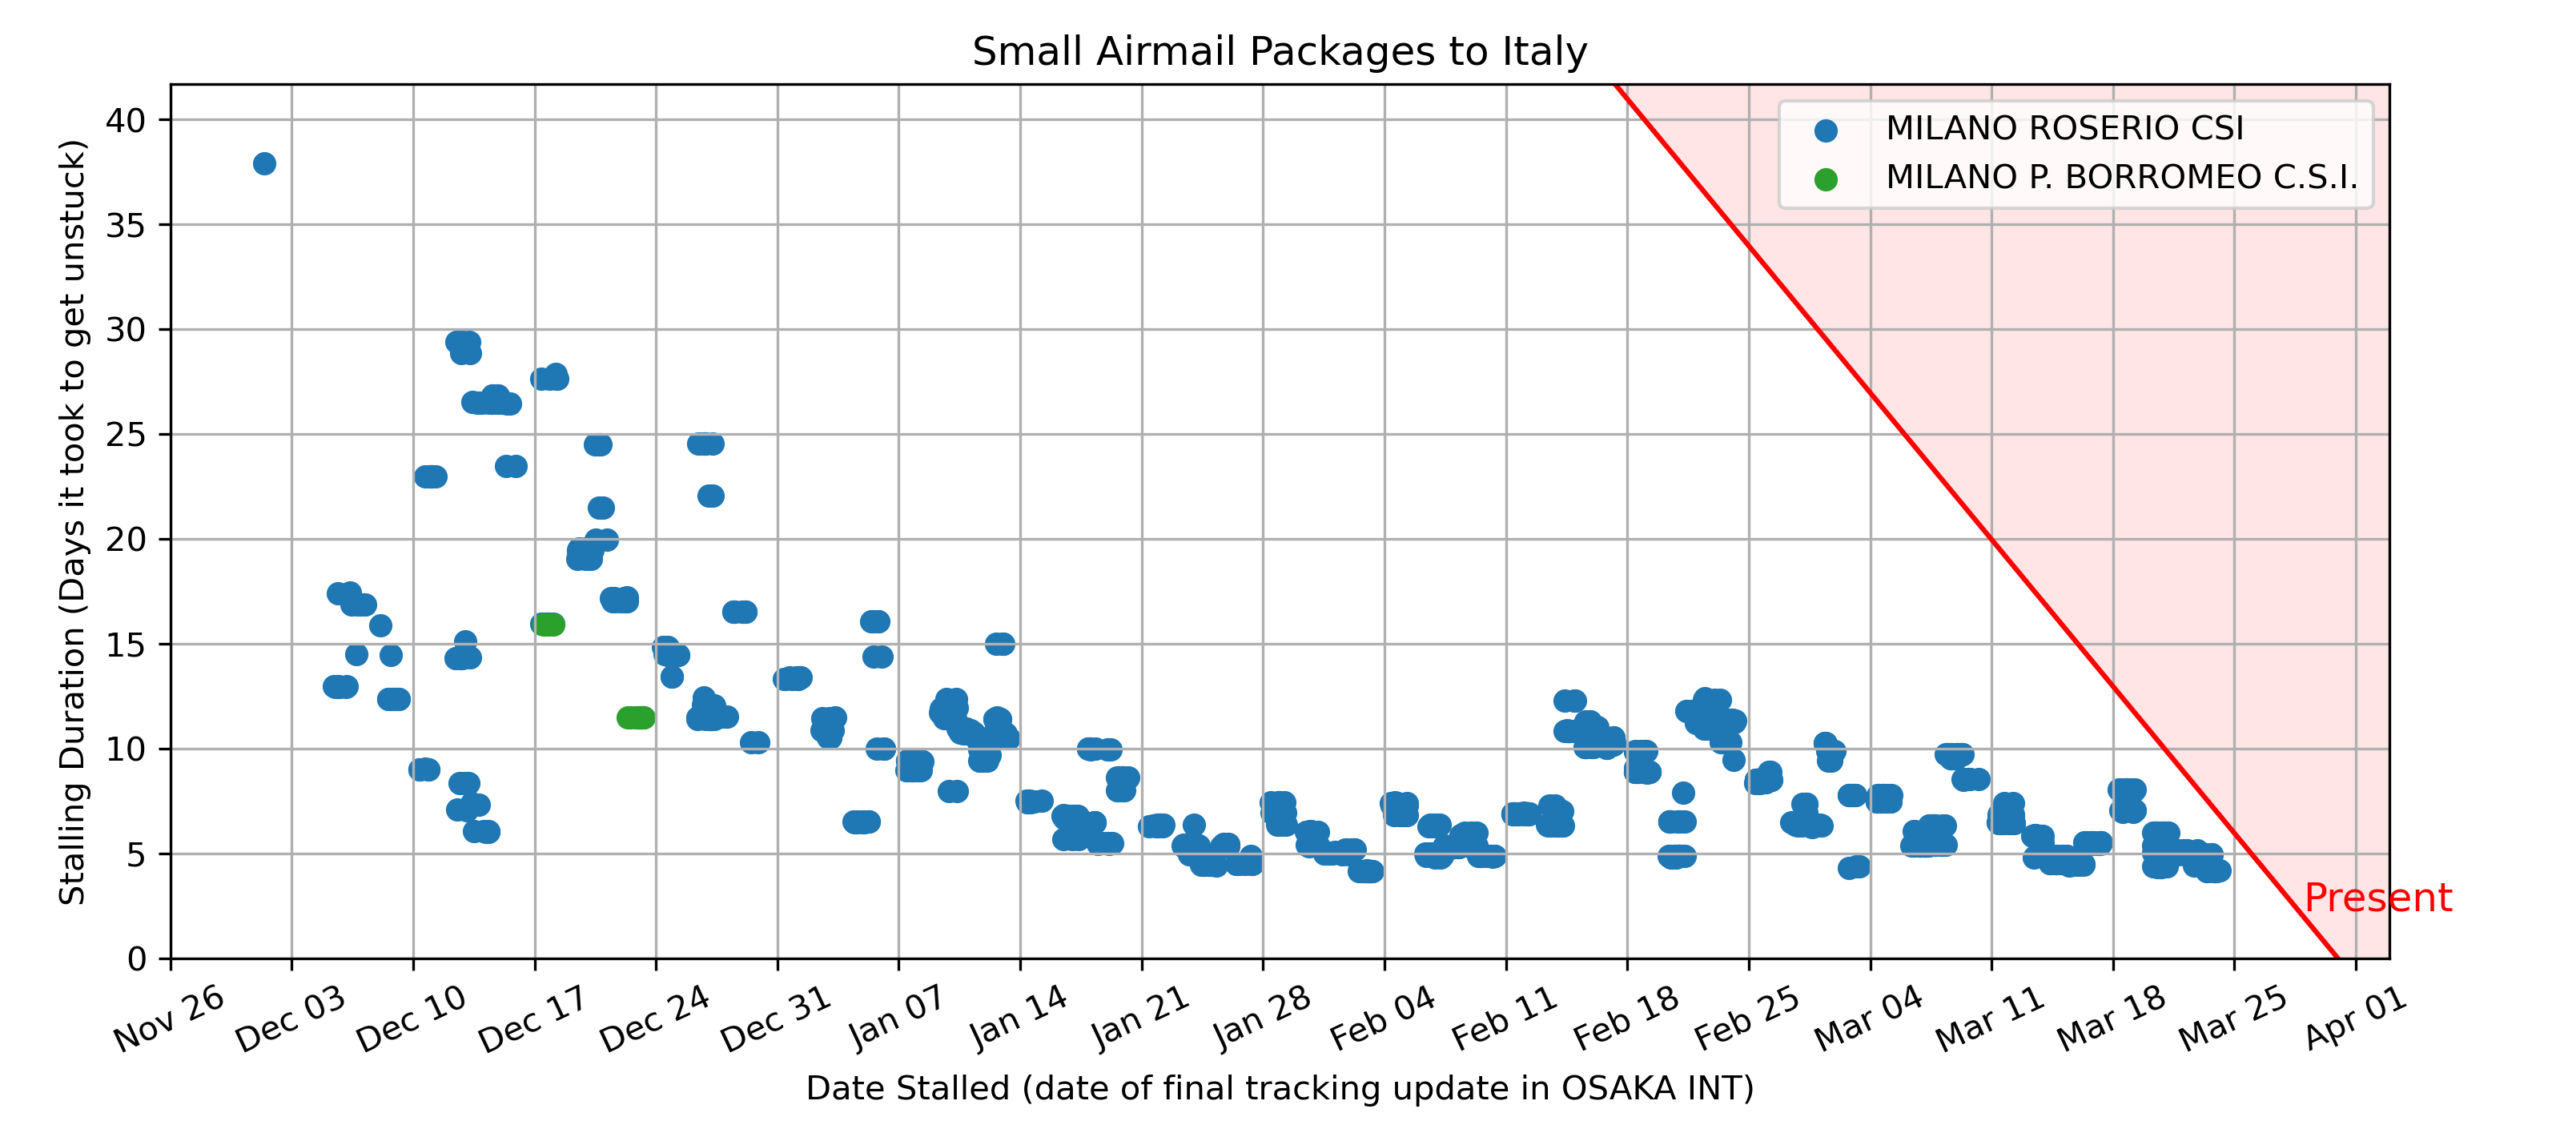 Small Airmail Packages to Italy
MILANO ROSERIO CSI
MILANO P. BORROMEO C.S.I.
Stalling Duration (Days it took to get unstuck)
40
35
30
25
20
15
10
5
0
Present
Nov 26
Dec 03
Dec 10
Dec 17
Dec 24
Dec 31
Jan 07
Jan 14
Jan 21
Jan 28
Feb 04
Feb 11
Feb 18
Feb 25
Mar 04
Mar 11
Mar 18
Mar 25
Apr 01
Date Stalled (date of final tracking update in OSAKA INT)